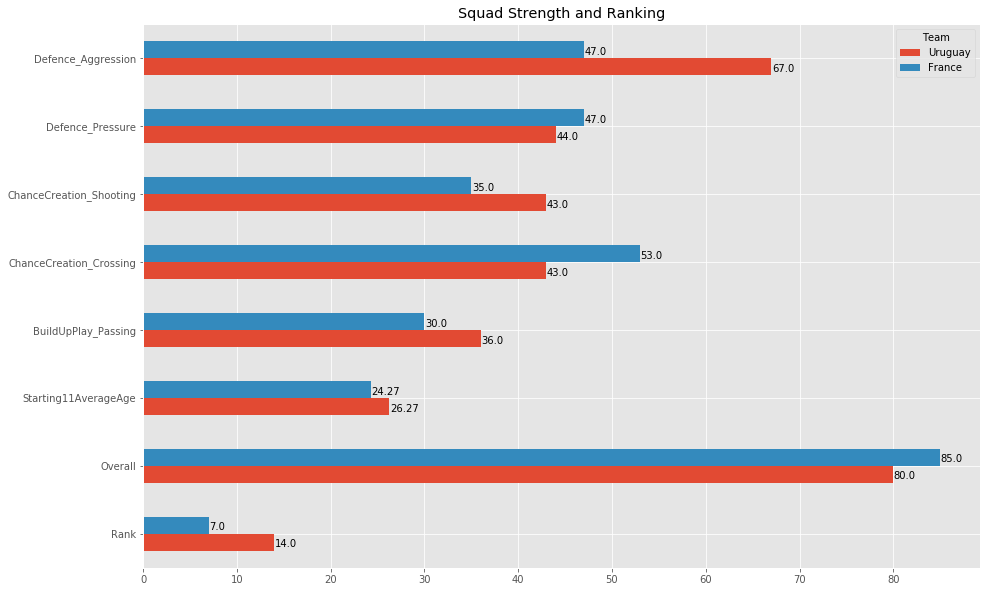 Squad Strength and Ranking
Team
Uruguay
France
Defence_Aggression
47.0
67.0
Defence_Pressure
47.0
44.0
ChanceCreation_Shooting
35.0
43.0
ChanceCreation_Crossing
53.0
43.0
BuildUpPlay_Passing
30.0
36.0
Starting11AverageAge
24.27
26.27
Overall
85.0
80.0
Rank
7.0
14.0
0 10 20 30 40 50 60 70 80